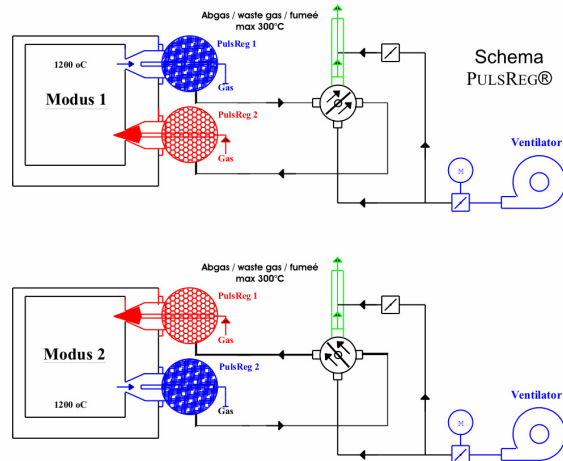 Abgas / waste gas / fumeé
max 300°C
PulsReg 1
1200 oC
Modus 1
Gas
PulsReg 2
Gas
Schema
PULSREG®
Ventilator
M
Abgas / waste gas / fumeé
max 300°C
PulsReg 1
Gas
Modus 2
PulsReg 2
1200 oC
Gas
Ventilator
M